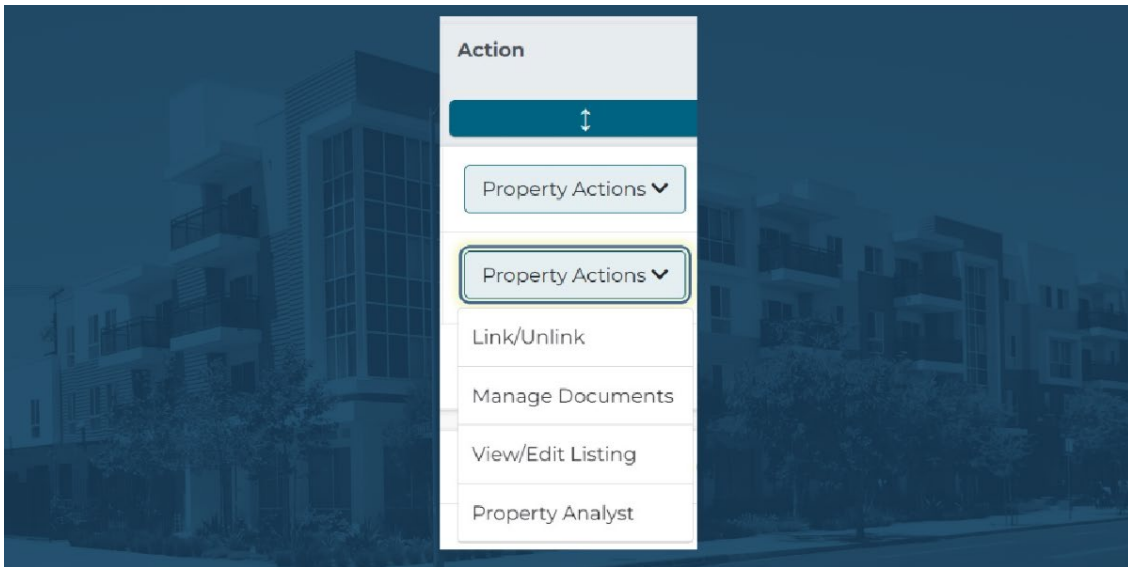 Action
Property Actions
Property Actions
Link/Unlink
Manage Documents
View/Edit Listing
Property Analyst